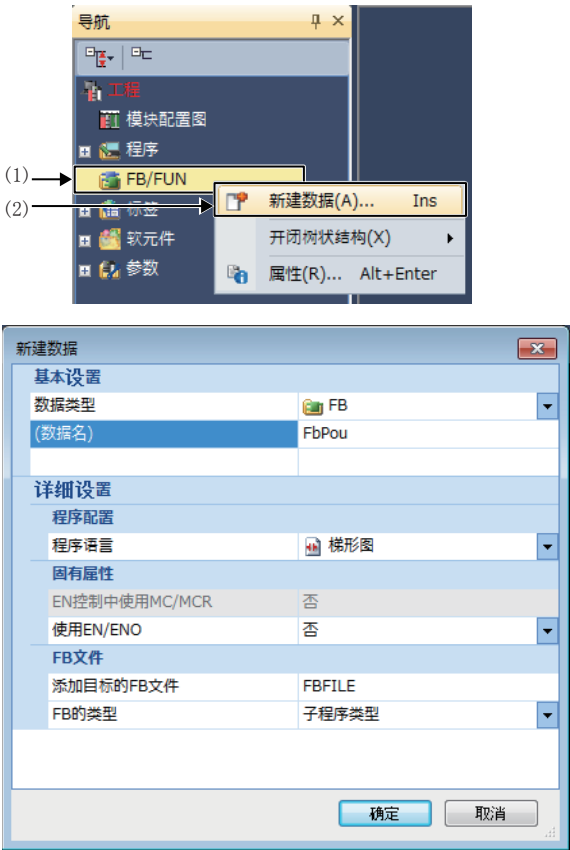 导航
工程
模块配置图
程序
(1)
FB/FUN
(2)
新建数据(A)... Ins
标签
开闭树状结构(X)
软元件
属性(R)... Alt+Enter
参数
新建数据
基本设置
数据类型 FB
(数据名) FbPou
详细设置
程序配置
程序语言 梯形图
固有属性
EN控制中使用MC/MCR 否
使用EN/ENO 否
FB文件
添加目标的FB文件 FBFILE
FB的类型 子程序类型
确定 取消